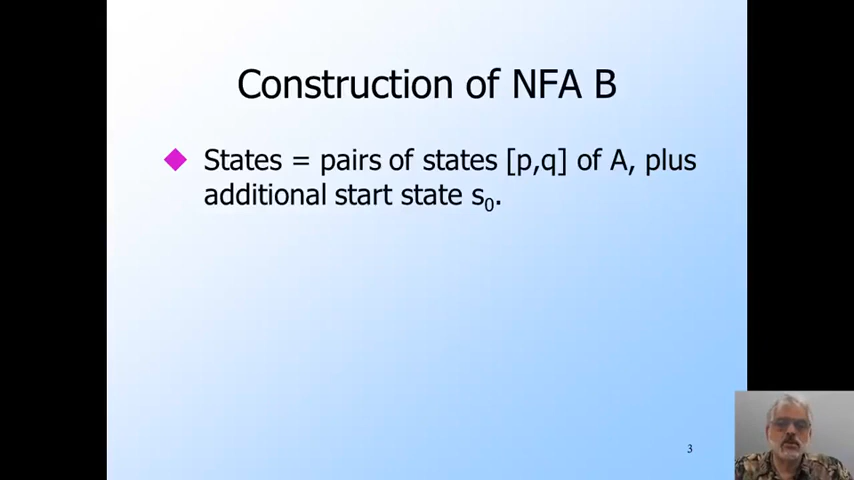 Construction of NFA B
States = pairs of states [p,q] of A, plus
additional start state s₀.
3